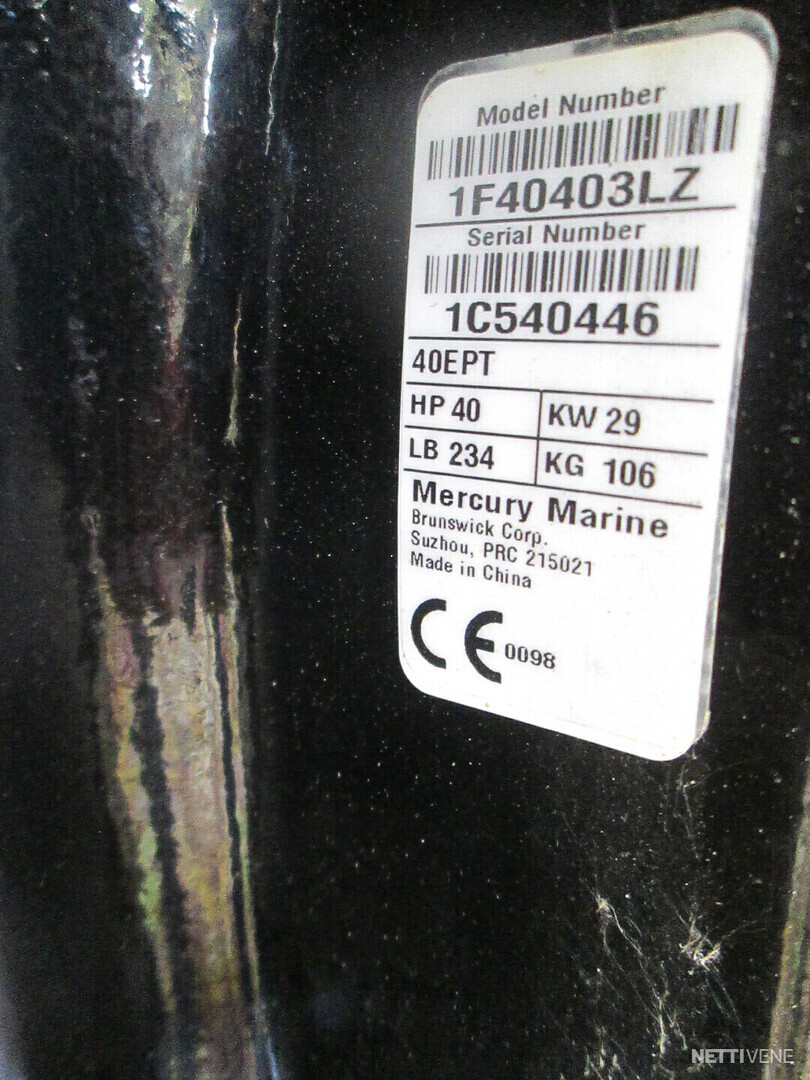 Model Number
1F40403LZ
Serial Number
1C540446
40EPT
HP 40 KW 29
LB 234 KG 106
Mercury Marine
Brunswick Corp.
Suzhou, PRC 215021
Made in China
CE 0098
NETTIVENE